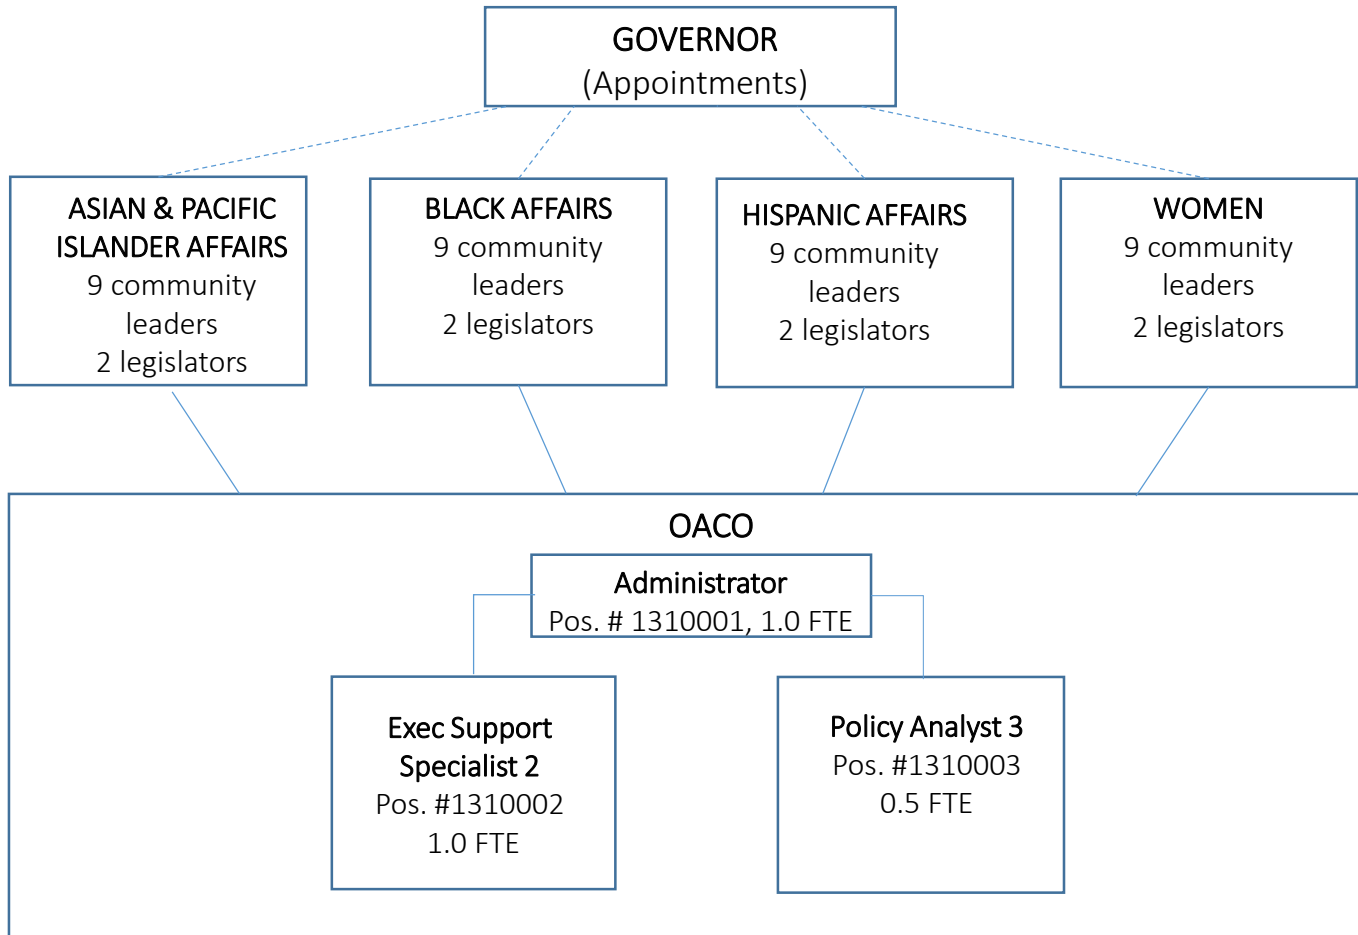 GOVERNOR
(Appointments)
ASIAN & PACIFIC
ISLANDER AFFAIRS
9 community
leaders
2 legislators
BLACK AFFAIRS
9 community
leaders
2 legislators
HISPANIC AFFAIRS
9 community
leaders
2 legislators
WOMEN
9 community
leaders
2 legislators
OACO
Administrator
Pos. # 1310001, 1.0 FTE
Exec Support
Specialist 2
Pos. #1310002
1.0 FTE
Policy Analyst 3
Pos. #1310003
0.5 FTE